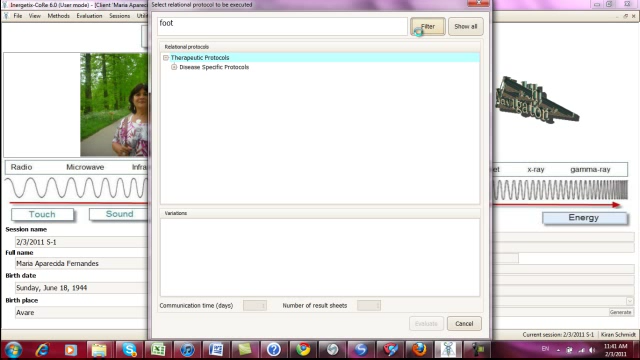 Inergetix-CoRe 6.0 (User mode) - [Client 'Maria Aparecid
Select relational protocol to be executed
File View Methods Evaluation Sessions
foot
Filter
Show all
Relational protocols
Therapeutic Protocols
Disease Specific Protocols
Navigation
Radio Microwave Infra
x-ray gamma-ray
Touch
Sound
Energy
Variations
Session name
2/3/2011 S-1
Full name
Maria Aparecida Fernandes
Birth date
Sunday, June 18, 1944
Birth place
Avare
Communication time (days)
Number of result sheets
Generate
Evaluate
Cancel
Current session: 2/3/2011 S-1 Kiran Schmidt
EN
11:41 AM
2/3/2011